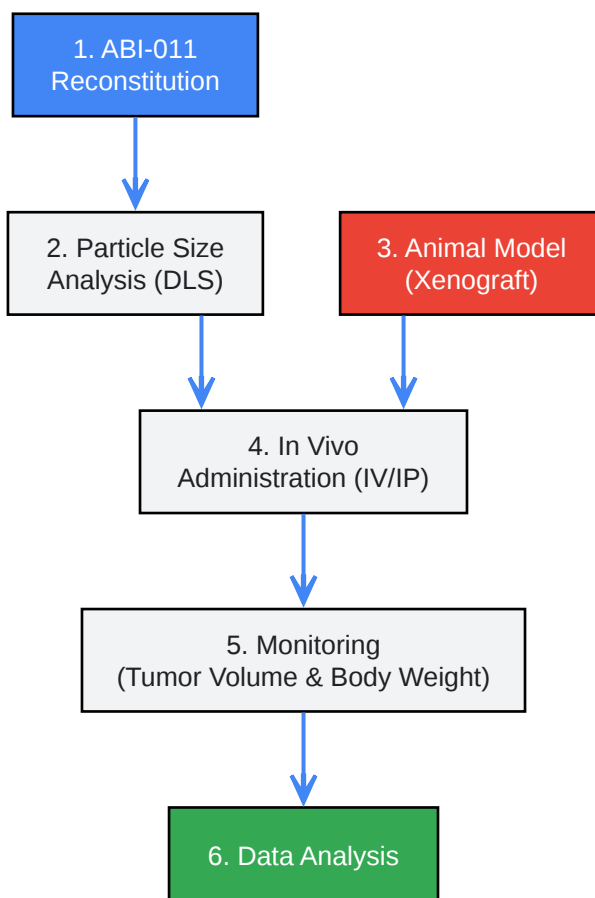 1. ABI-011
Reconstitution
2. Particle Size
Analysis (DLS)
3. Animal Model
(Xenograft)
4. In Vivo
Administration (IV/IP)
5. Monitoring
(Tumor Volume & Body Weight)
6. Data Analysis